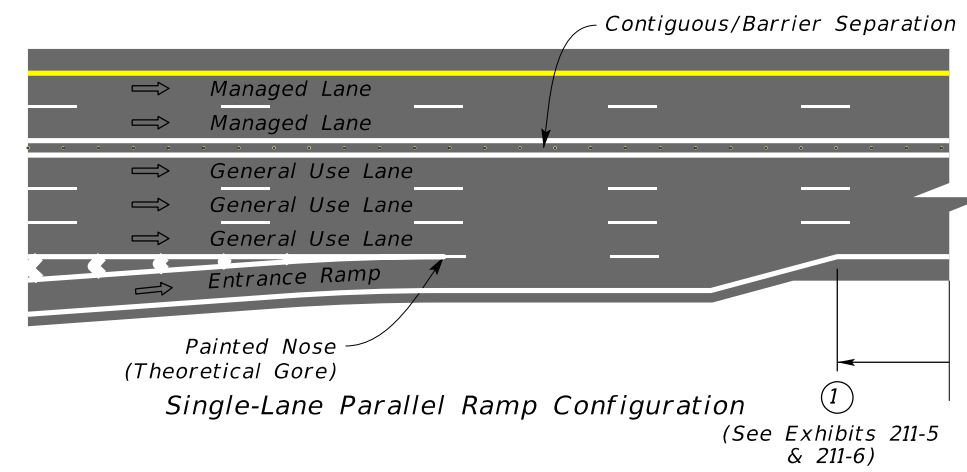 Contiguous/Barrier Separation
Managed Lane
Managed Lane
General Use Lane
General Use Lane
General Use Lane
Entrance Ramp
Painted Nose
(Theoretical Gore)
Single-Lane Parallel Ramp Configuration
1
(See Exhibits 211-5
& 211-6)